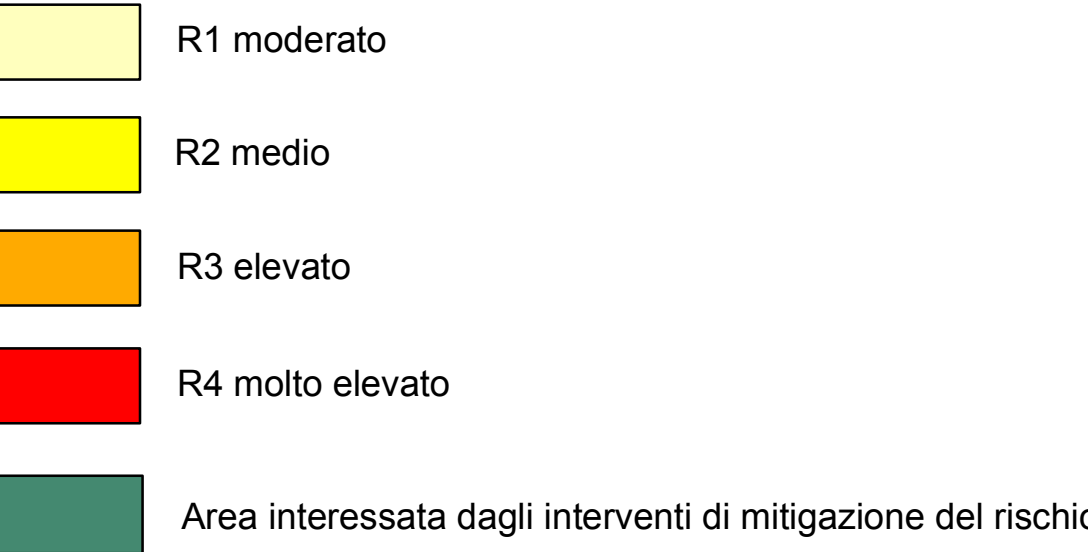 R1 moderato
R2 medio
R3 elevato
R4 molto elevato
Area interessata dagli interventi di mitigazione del rischio